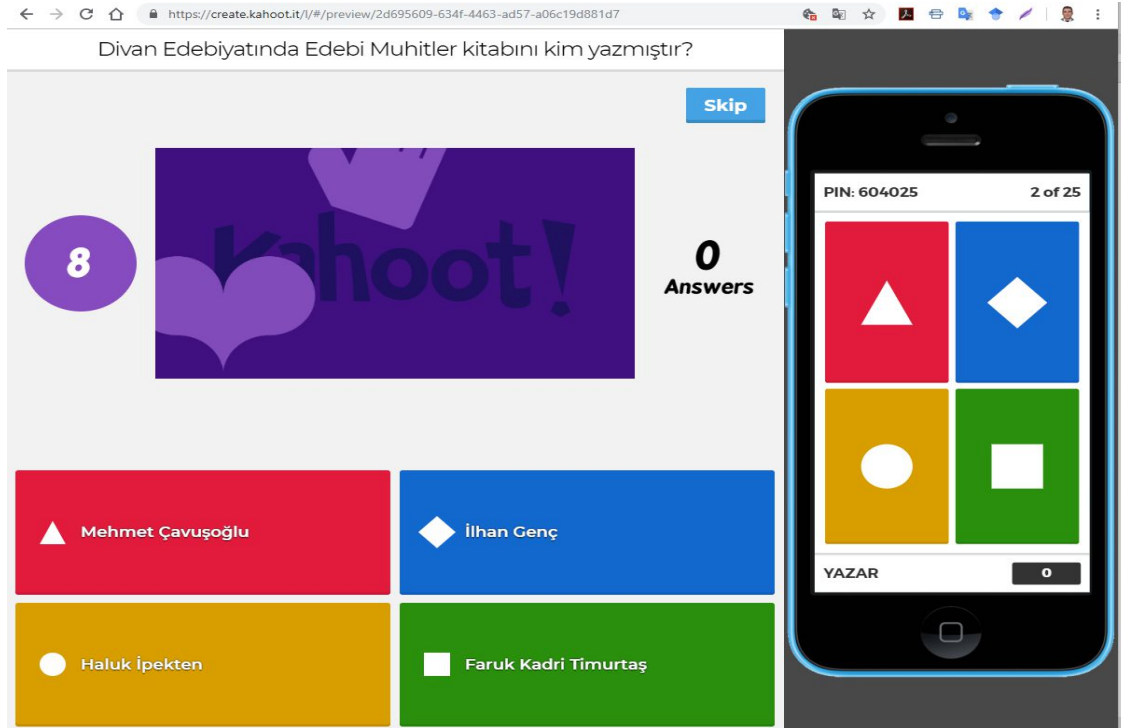 https://create.kahoot.it/l/#/preview/2d695609-634f-4463-ad57-a06c19d881d7
Divan Edebiyatında Edebi Muhitler kitabını kim yazmıştır?
Skip
8
Kahoot!
0
Answers
Mehmet Çavuşoğlu
İlhan Genç
Haluk İpekten
Faruk Kadri Timurtaş
PIN: 604025 2 of 25
YAZAR 0